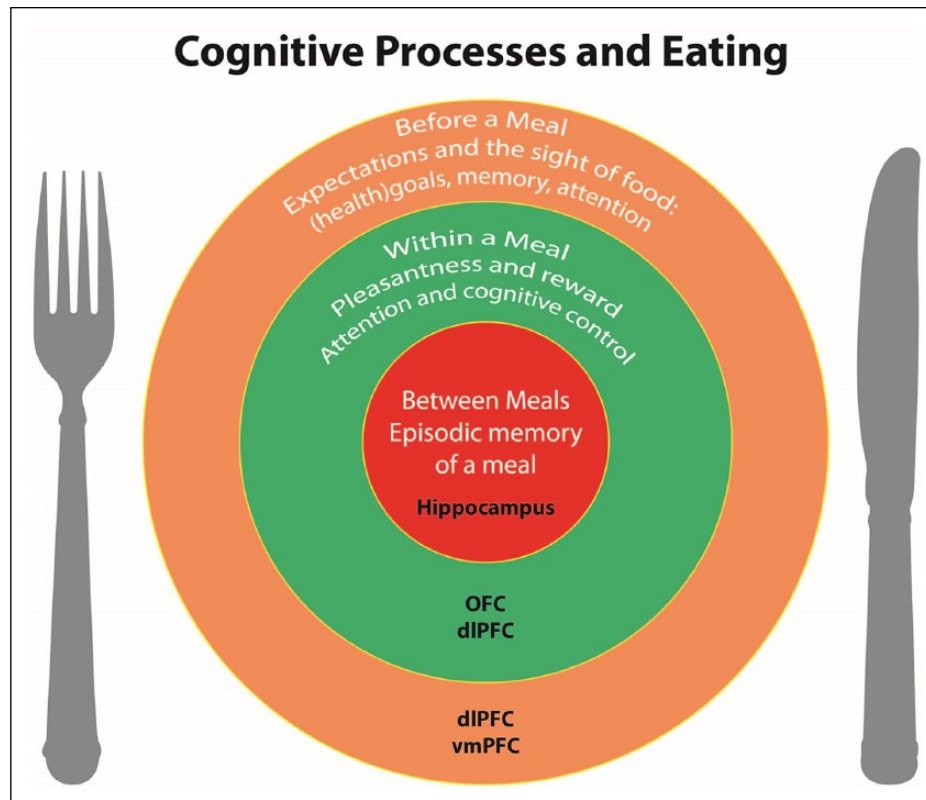 Cognitive Processes and Eating
Before a Meal
Expectations and the sight of food:
(health)goals, memory, attention
Within a Meal
Pleasantness and reward
Attention and cognitive control
Between Meals
Episodic memory
of a meal
Hippocampus
OFC
dlPFC
dlPFC
vmPFC